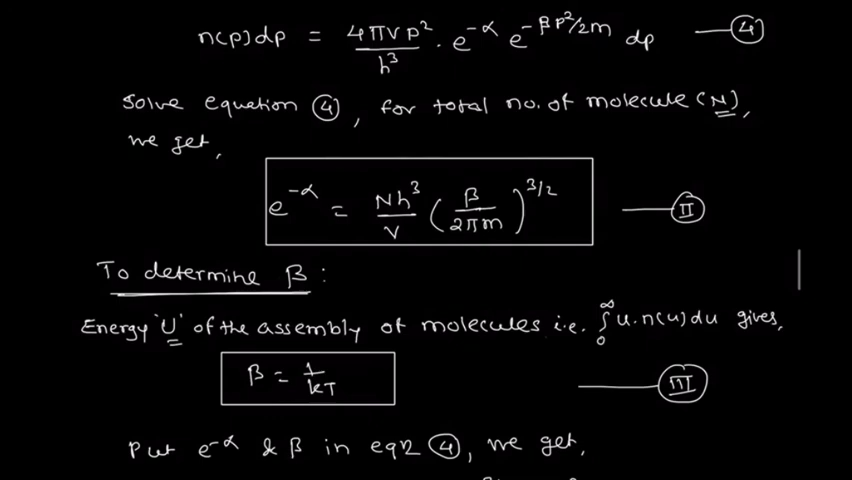 n(p)dp = 4πVp²/h³ · e^-α e^-βp²/2m dp —④
Solve equation ④, for total no. of molecule (N),
we get,
e^-α = Nh³/V (β/2πm)^3/2 —Ⅱ
To determine β :
Energy 'U' of the assembly of molecules i.e. ∫₀^∞ u.n(u)du gives,
β = 1/kT —Ⅲ
Put e^-α & β in eqn ④, we get,